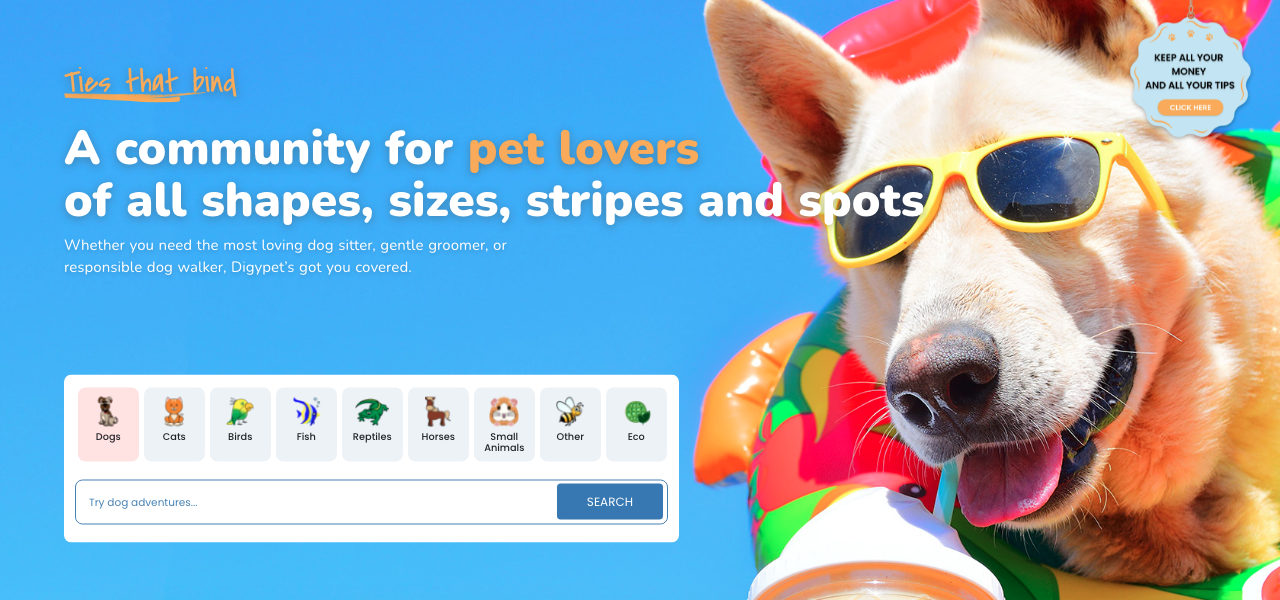 Ties that bind
A community for pet lovers
of all shapes, sizes, stripes and spots
Whether you need the most loving dog sitter, gentle groomer, or
responsible dog walker, Digypet's got you covered.
KEEP ALL YOUR
MONEY
AND ALL YOUR TIPS
CLICK HERE
Dogs
Cats
Birds
Fish
Reptiles
Horses
Small
Animals
Other
Eco
Try dog adventures...
SEARCH